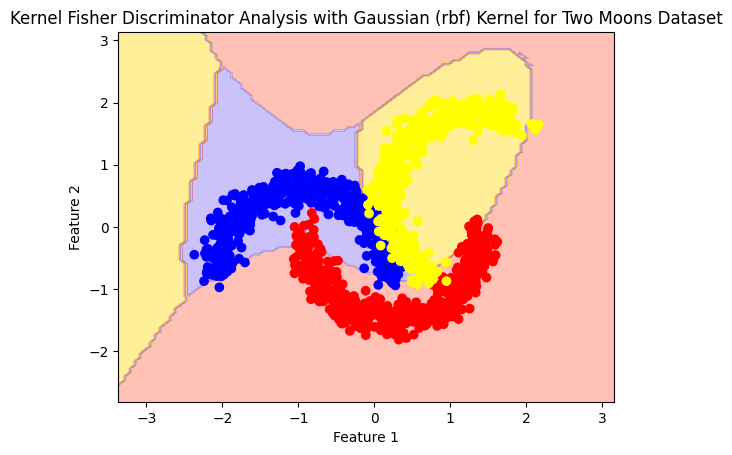 Kernel Fisher Discriminator Analysis with Gaussian (rbf) Kernel for Two Moons Dataset
3
2
1
0
−1
−2
Feature 2
−3 −2 −1 0 1 2 3
Feature 1